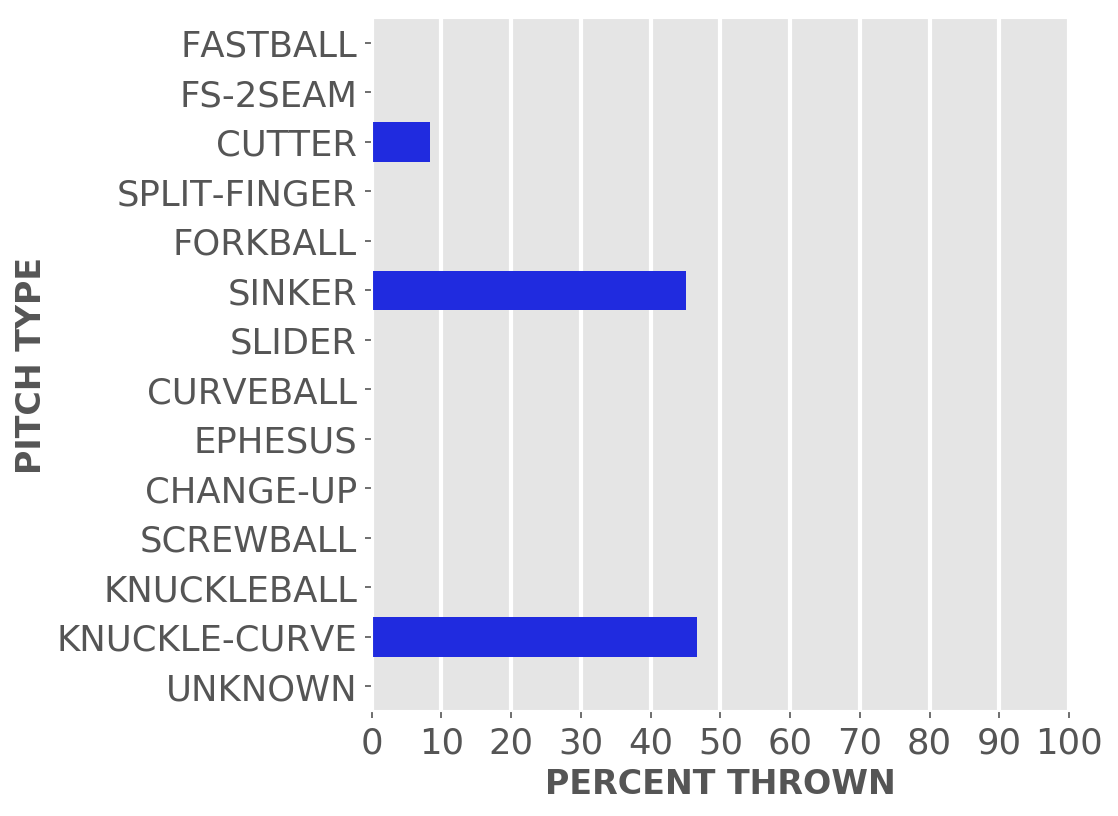 FASTBALL
FS-2SEAM
CUTTER
SPLIT-FINGER
FORKBALL
SINKER
SLIDER
CURVEBALL
EPHESUS
CHANGE-UP
SCREWBALL
KNUCKLEBALL
KNUCKLE-CURVE
UNKNOWN
PITCH TYPE
0 10 20 30 40 50 60 70 80 90 100
PERCENT THROWN